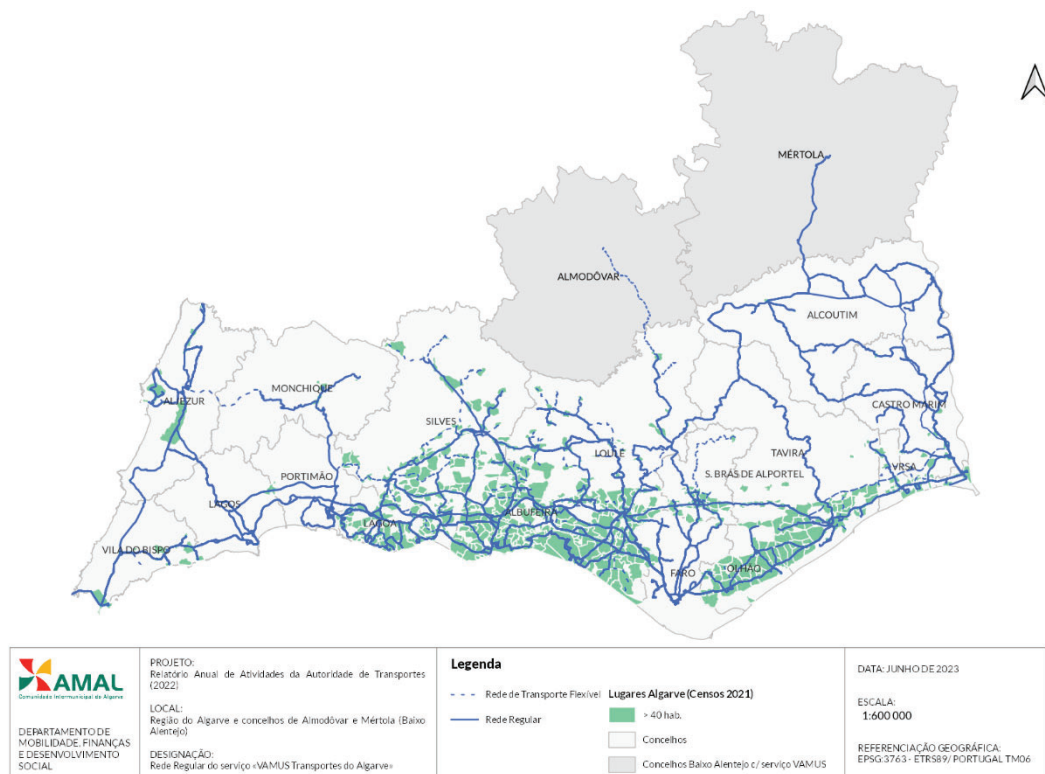 MÉRTOLA
ALMODÔVAR
ALCOUTIM
MONCHIQUE
ALJEZUR
CASTRO MARIM
SILVES
LOULÉ
TAVIRA
VRSA
S. BRÁS DE ALPORTEL
PORTIMÃO
LAGOS
LAGOA
ALBUFEIRA
VILA DO BISPO
FARO
OLHÃO
AMAL
Comunidade Intermunicipal do Algarve
DEPARTAMENTO DE
MOBILIDADE, FINANÇAS
E DESENVOLVIMENTO
SOCIAL
PROJETO:
Relatório Anual de Atividades da Autoridade de Transportes
(2022)
LOCAL:
Região do Algarve e concelhos de Almodôvar e Mértola (Baixo
Alentejo)
DESIGNAÇÃO:
Rede Regular do serviço «VAMUS Transportes do Algarve»
Legenda
Rede de Transporte Flexível
Rede Regular
Lugares Algarve (Censos 2021)
> 40 hab.
Concelhos
Concelhos Baixo Alentejo c/ serviço VAMUS
DATA: JUNHO DE 2023
ESCALA:
1:600 000
REFERENCIAÇÃO GEOGRÁFICA:
EPSG:3763 - ETRS89/ PORTUGAL TM06